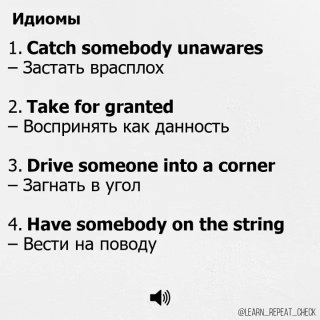 Идиомы
1. Catch somebody unawares
– Застать врасплох
2. Take for granted
– Воспринять как данность
3. Drive someone into a corner
– Загнать в угол
4. Have somebody on the string
– Вести на поводу
@LEARN_REPEAT_CHECK